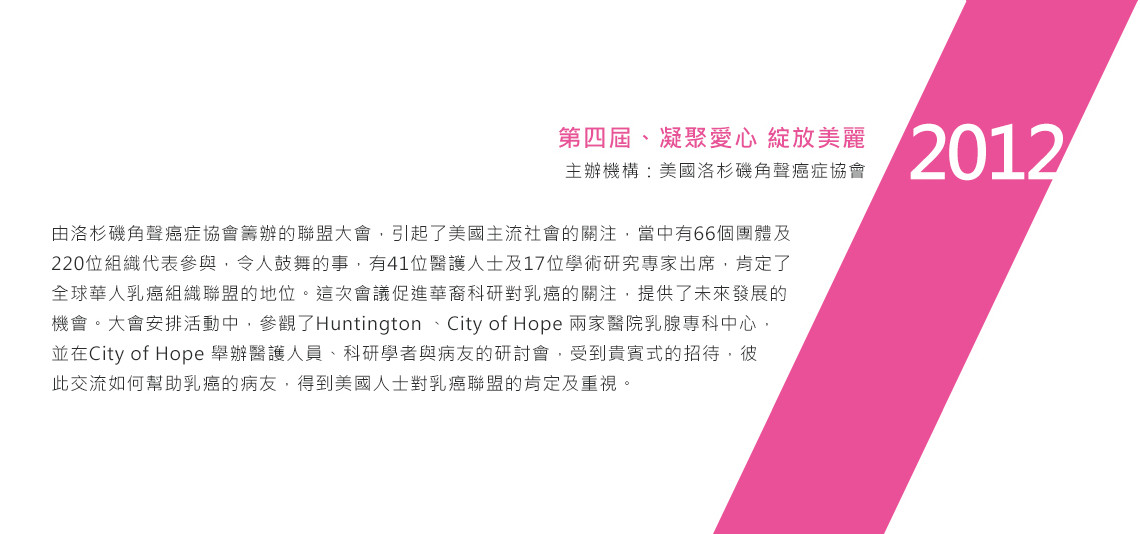 第四屆、凝聚愛心 綻放美麗
2012
主辦機構：美國洛杉磯角聲癌症協會
由洛杉磯角聲癌症協會籌辦的聯盟大會，引起了美國主流社會的關注，當中有66個團體及
220位組織代表參與，令人鼓舞的事，有41位醫護人士及17位學術研究專家出席，肯定了
全球華人乳癌組織聯盟的地位。這次會議促進華裔科研對乳癌的關注，提供了未來發展的
機會。大會安排活動中，參觀了Huntington 、City of Hope 兩家醫院乳腺專科中心，
並在City of Hope 舉辦醫護人員、科研學者與病友的研討會，受到貴賓式的招待，彼
此交流如何幫助乳癌的病友，得到美國人士對乳癌聯盟的肯定及重視。